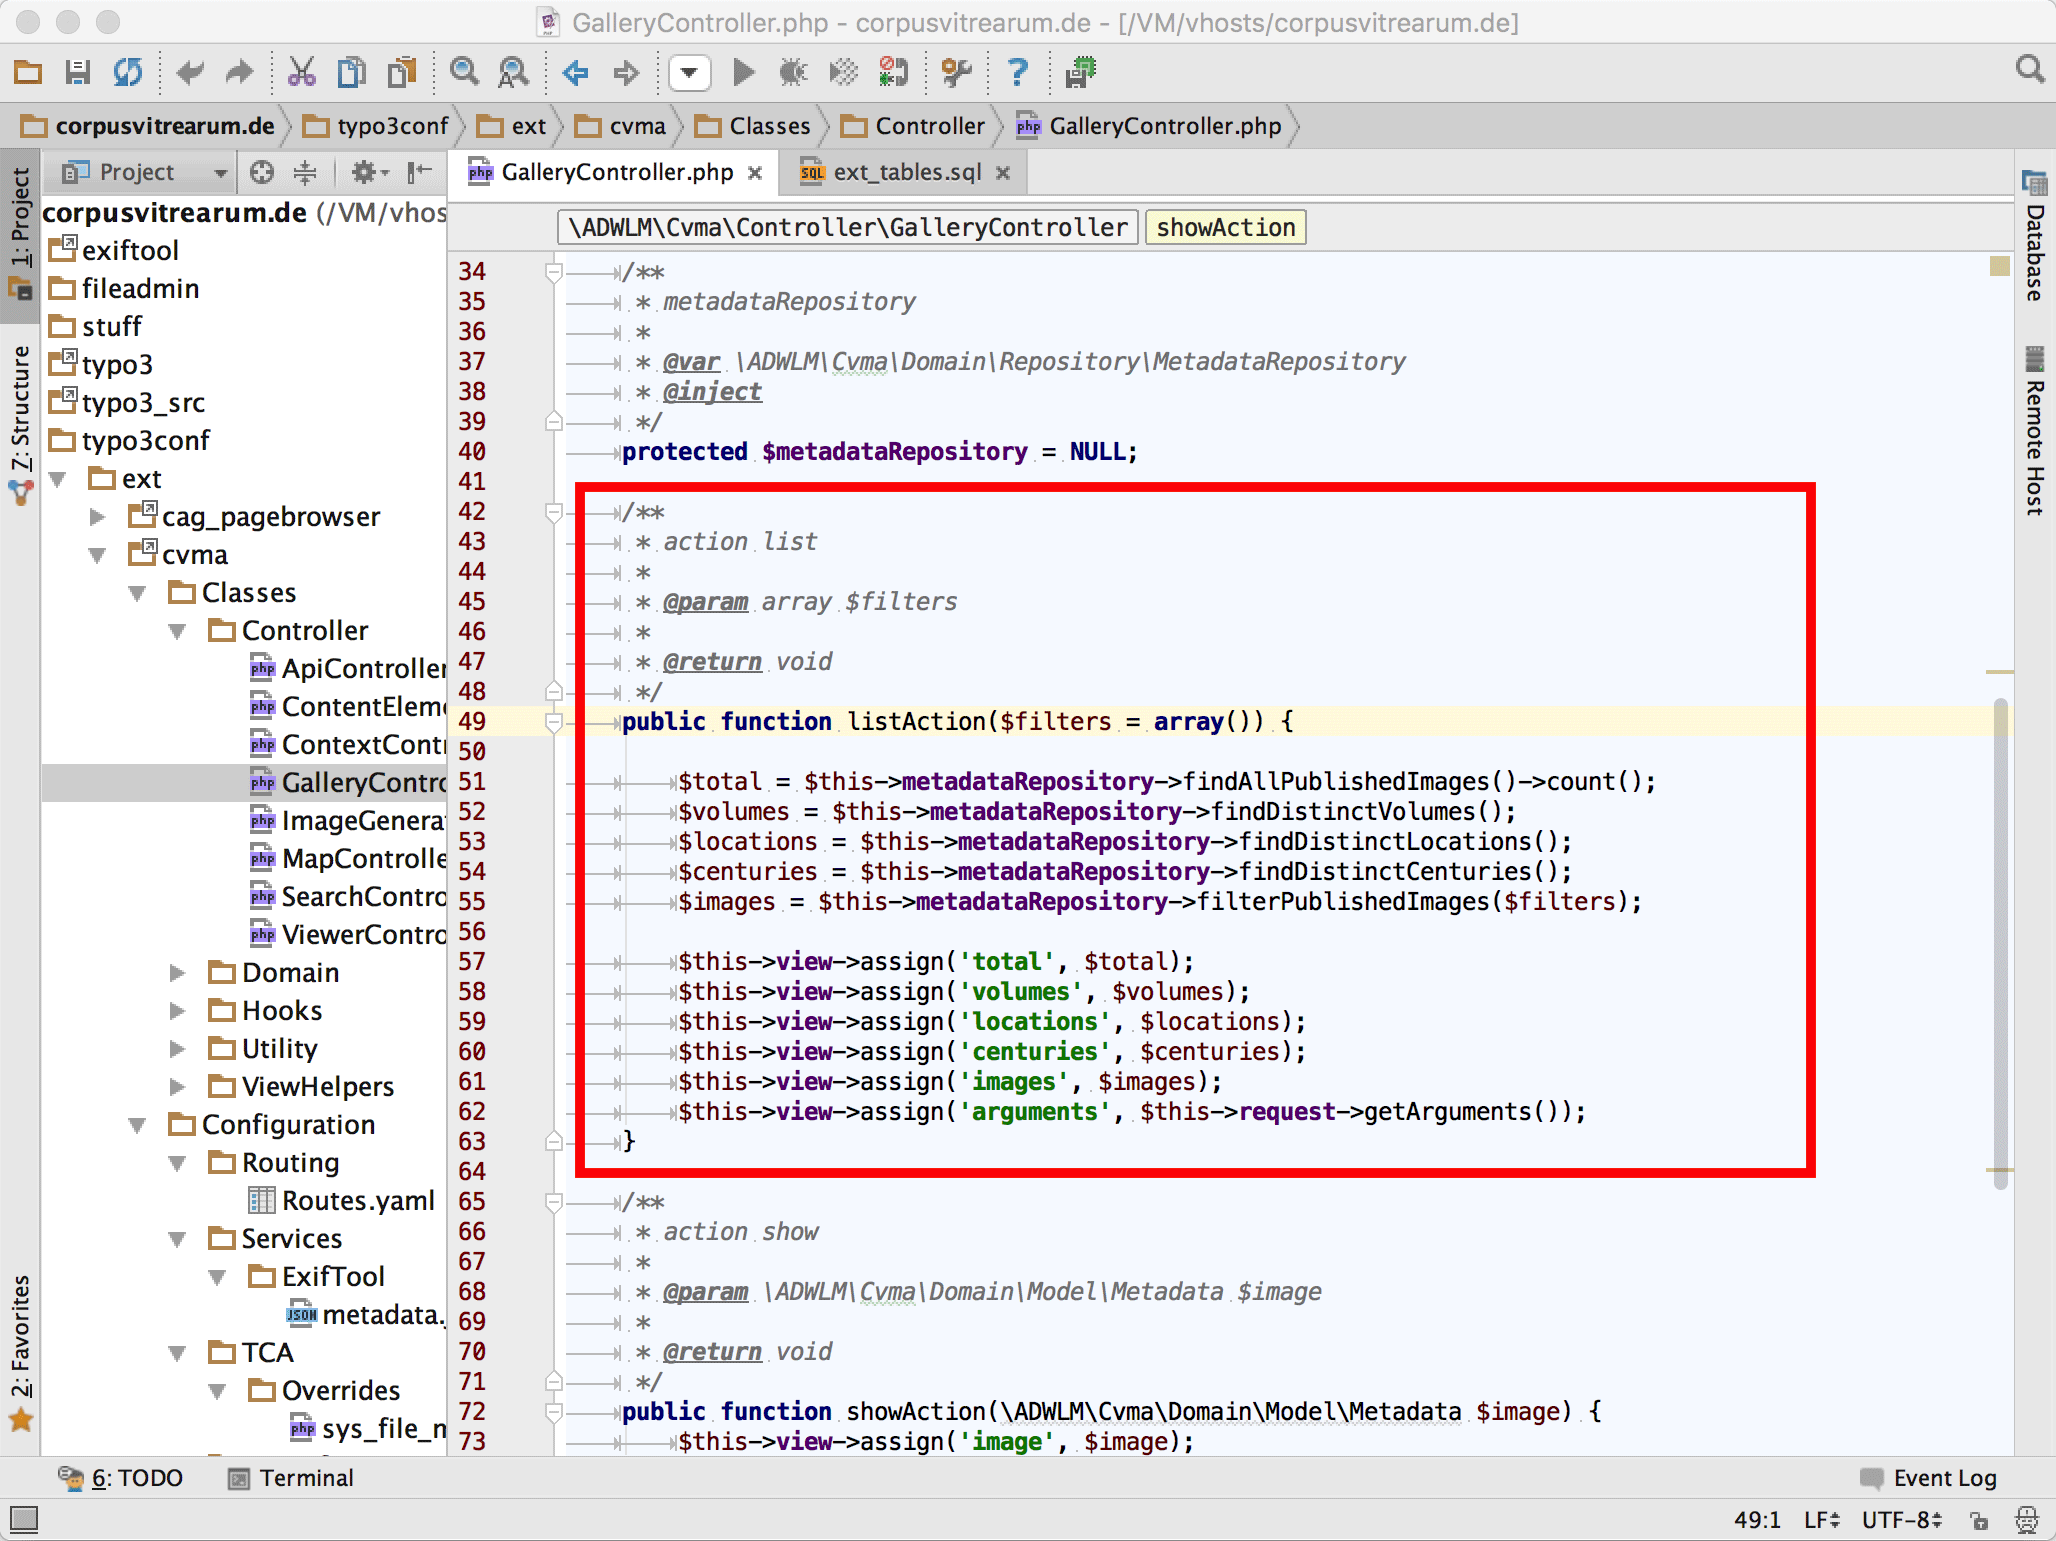 GalleryController.php - corpusvitrearum.de - [/VM/vhosts/corpusvitrearum.de]
corpusvitrearum.de typo3conf ext cvma Classes Controller GalleryController.php
1: Project
7: Structure
2: Favorites
Project
corpusvitrearum.de (/VM/vhos
exiftool
fileadmin
stuff
typo3
typo3_src
typo3conf
ext
cag_pagebrowser
cvma
Classes
Controller
ApiController
ContentEleme
ContextContr
GalleryContro
ImageGenerat
MapControlle
SearchContro
ViewerContro
Domain
Hooks
Utility
ViewHelpers
Configuration
Routing
Routes.yaml
Services
ExifTool
metadata.
TCA
Overrides
sys_file_m
GalleryController.php ext_tables.sql
\ADWLM\Cvma\Controller\GalleryController showAction
34 /**
35 * metadataRepository
36 *
37 * @var \ADWLM\Cvma\Domain\Repository\MetadataRepository
38 * @inject
39 */
40 protected $metadataRepository = NULL;
41
42 /**
43 * action list
44 *
45 * @param array $filters
46 *
47 * @return void
48 */
49 public function listAction($filters = array()) {
50
51 $total = $this->metadataRepository->findAllPublishedImages()->count();
52 $volumes = $this->metadataRepository->findDistinctVolumes();
53 $locations = $this->metadataRepository->findDistinctLocations();
54 $centuries = $this->metadataRepository->findDistinctCenturies();
55 $images = $this->metadataRepository->filterPublishedImages($filters);
56
57 $this->view->assign('total', $total);
58 $this->view->assign('volumes', $volumes);
59 $this->view->assign('locations', $locations);
60 $this->view->assign('centuries', $centuries);
61 $this->view->assign('images', $images);
62 $this->view->assign('arguments', $this->request->getArguments());
63 }
64
65 /**
66 * action show
67 *
68 * @param \ADWLM\Cvma\Domain\Model\Metadata $image
69 *
70 * @return void
71 */
72 public function showAction(\ADWLM\Cvma\Domain\Model\Metadata $image) {
73 $this->view->assign('image', $image);
Database
Remote Host
6: TODO Terminal Event Log
49:1 LF UTF-8